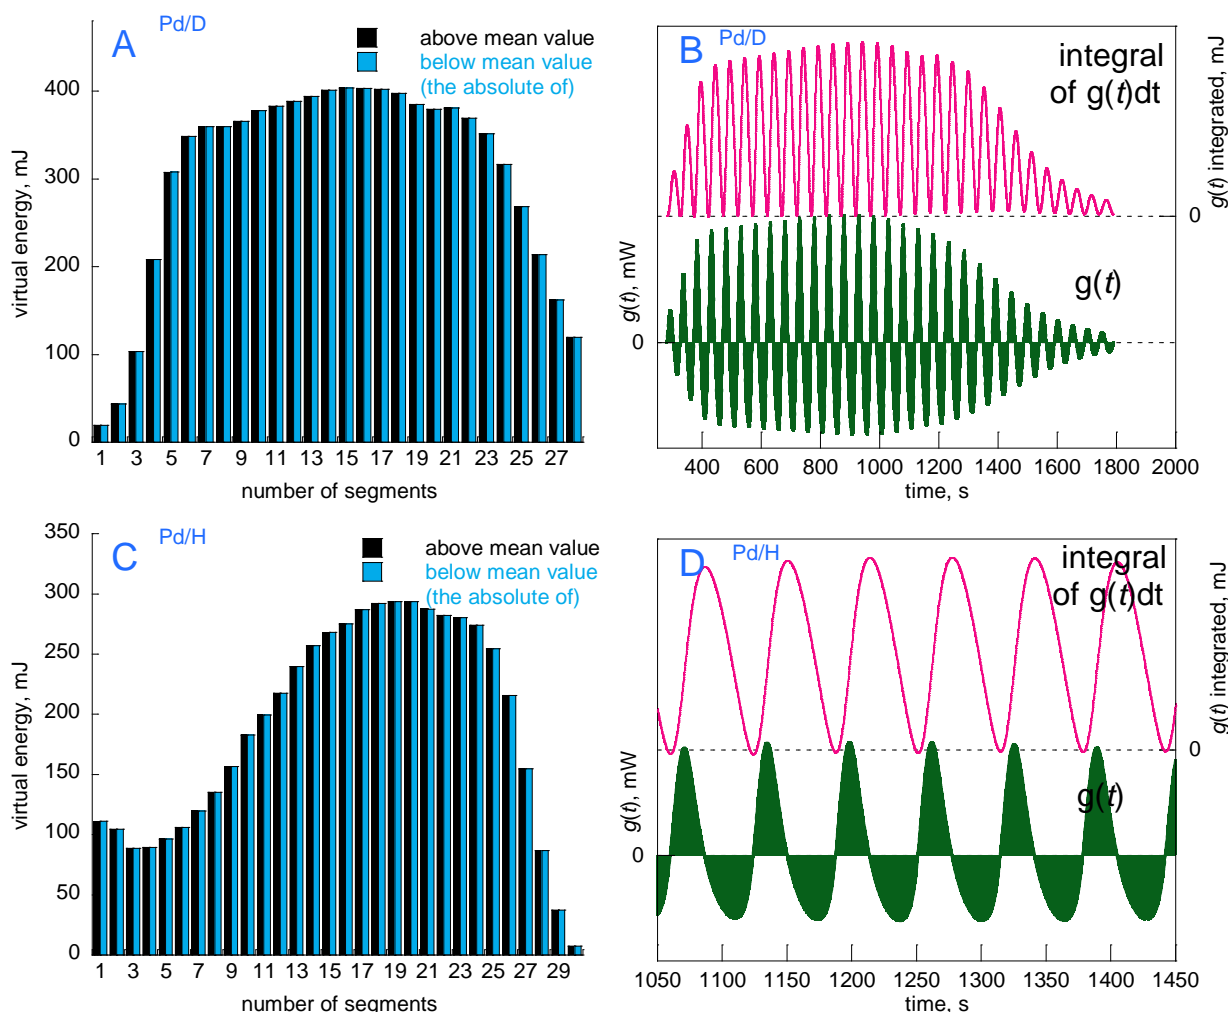 A Pd/D
above mean value
below mean value
(the absolute of)
virtual energy, mJ
400
300
200
100
0
1 3 5 7 9 11 13 15 17 19 21 23 25 27
number of segments
B Pd/D
integral
of g(t)dt
g(t) integrated, mJ
0
g(t), mW
g(t)
0
400 600 800 1000 1200 1400 1600 1800 2000
time, s
C Pd/H
above mean value
below mean value
(the absolute of)
virtual energy, mJ
350
300
250
200
150
100
50
0
1 3 5 7 9 11 13 15 17 19 21 23 25 27 29
number of segments
D Pd/H
integral
of g(t)dt
g(t) integrated, mJ
0
g(t), mW
g(t)
0
1050 1100 1150 1200 1250 1300 1350 1400 1450
time, s